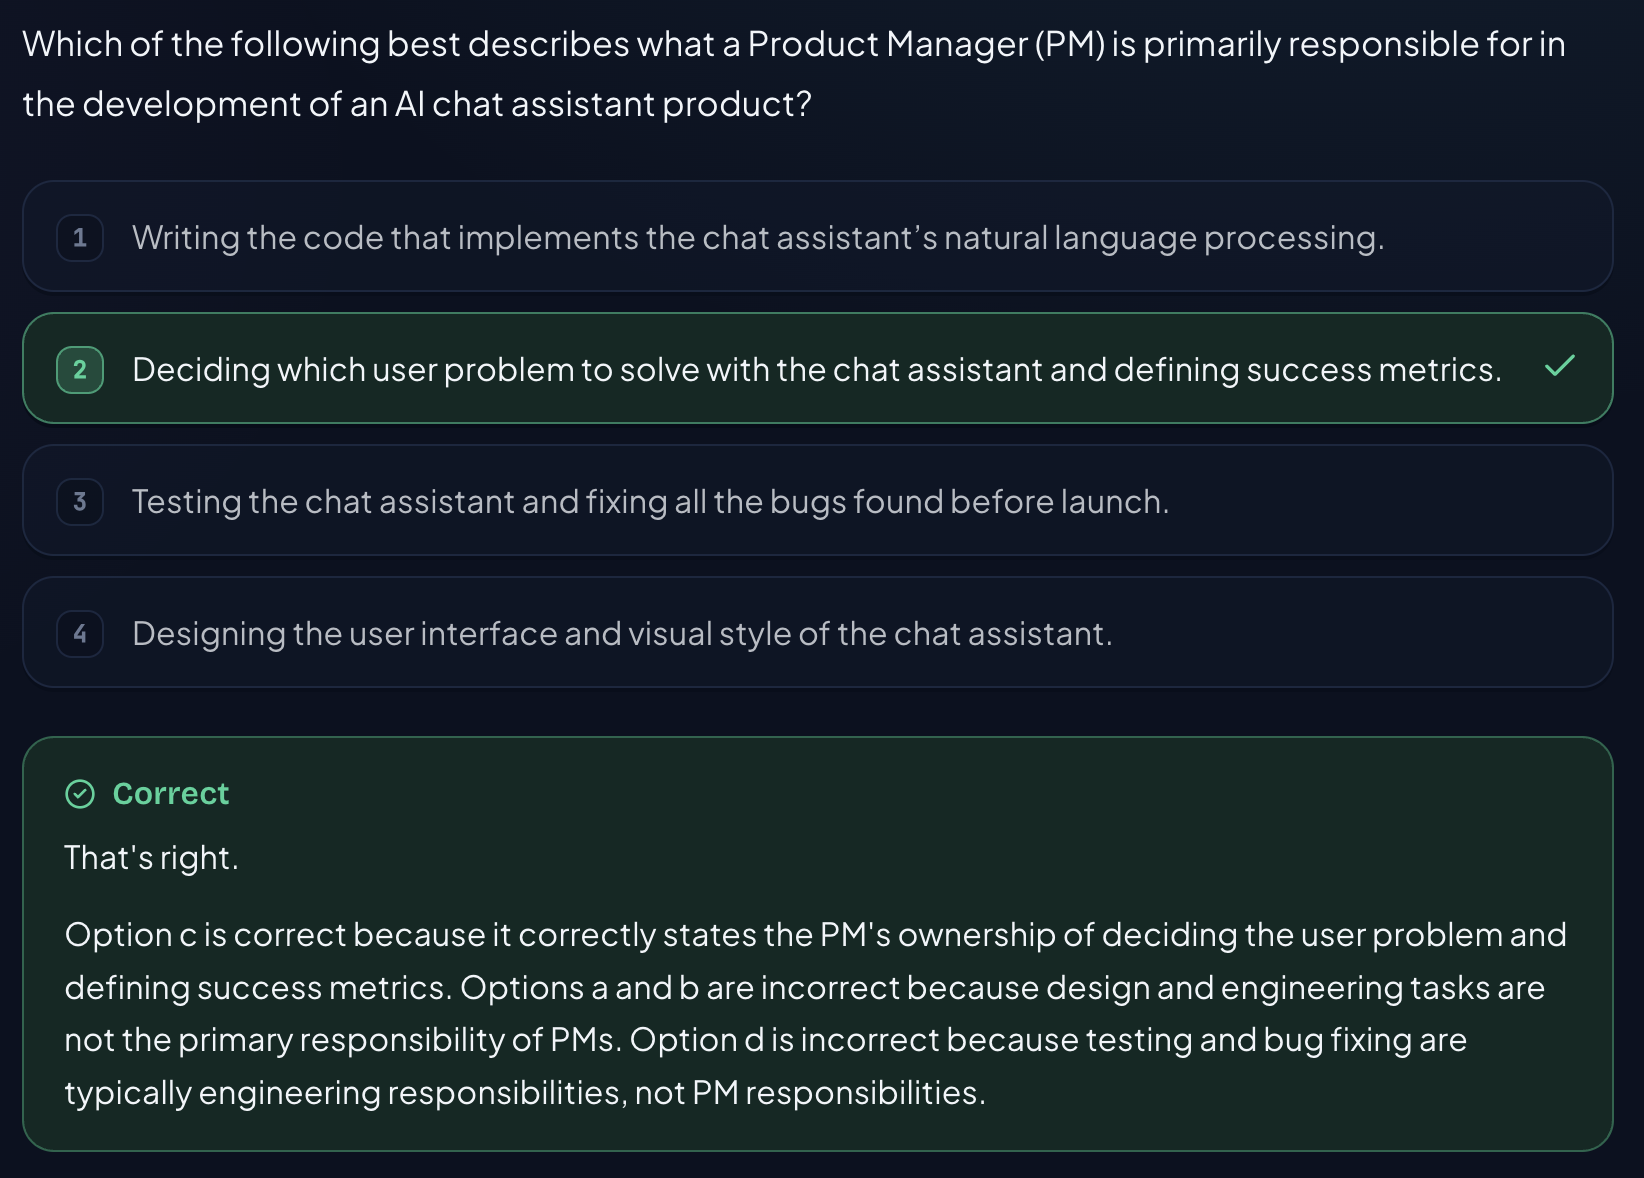 Which of the following best describes what a Product Manager (PM) is primarily responsible for in
the development of an AI chat assistant product?
1 Writing the code that implements the chat assistant’s natural language processing.
2 Deciding which user problem to solve with the chat assistant and defining success metrics.
3 Testing the chat assistant and fixing all the bugs found before launch.
4 Designing the user interface and visual style of the chat assistant.
Correct
That's right.
Option c is correct because it correctly states the PM's ownership of deciding the user problem and
defining success metrics. Options a and b are incorrect because design and engineering tasks are
not the primary responsibility of PMs. Option d is incorrect because testing and bug fixing are
typically engineering responsibilities, not PM responsibilities.